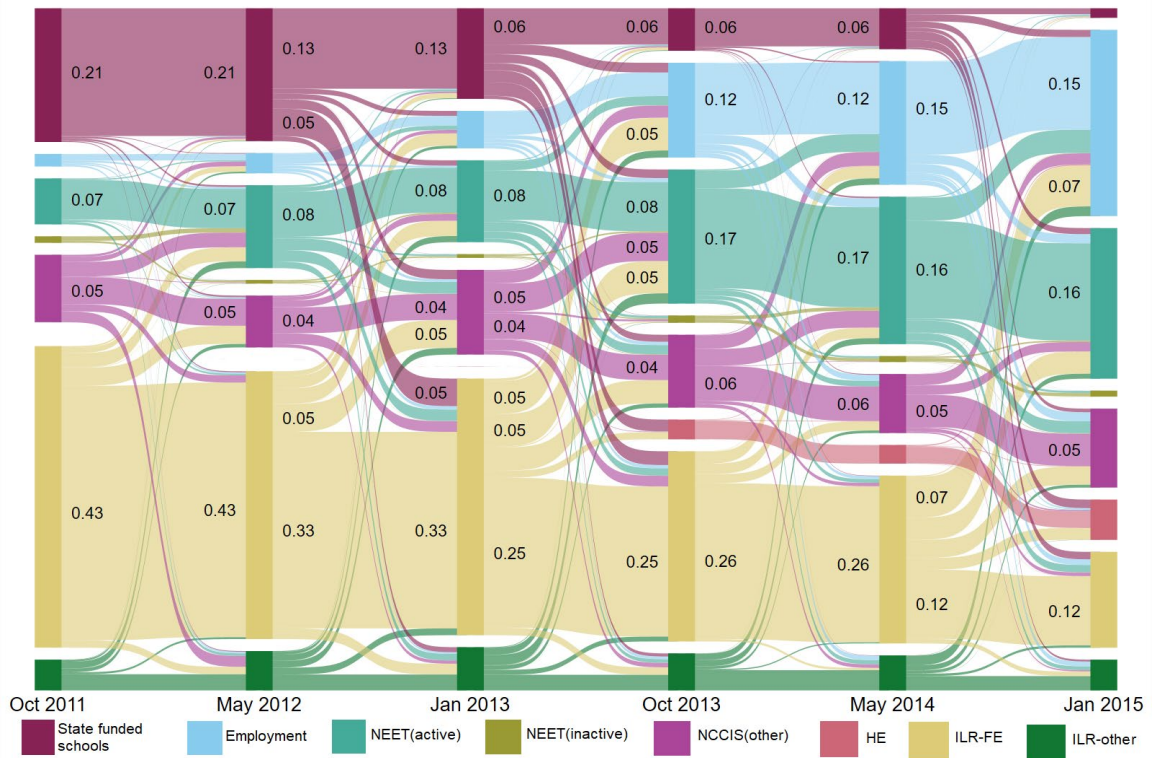 0.21 0.21 0.13 0.13 0.06 0.06 0.06 0.06
0.12 0.12 0.15 0.15
0.05 0.05
0.07 0.07 0.08 0.08 0.08 0.08 0.07
0.17 0.17 0.16 0.16
0.05 0.05 0.04 0.04 0.05 0.05
0.05 0.04 0.05
0.04 0.06 0.06 0.05 0.05
0.05 0.05 0.05 0.05
0.43 0.43 0.33 0.33 0.25 0.25 0.26 0.26 0.07
0.12 0.12
Oct 2011 May 2012 Jan 2013 Oct 2013 May 2014 Jan 2015
State funded
schools
Employment
NEET(active)
NEET(inactive)
NCCIS(other)
HE
ILR-FE
ILR-other